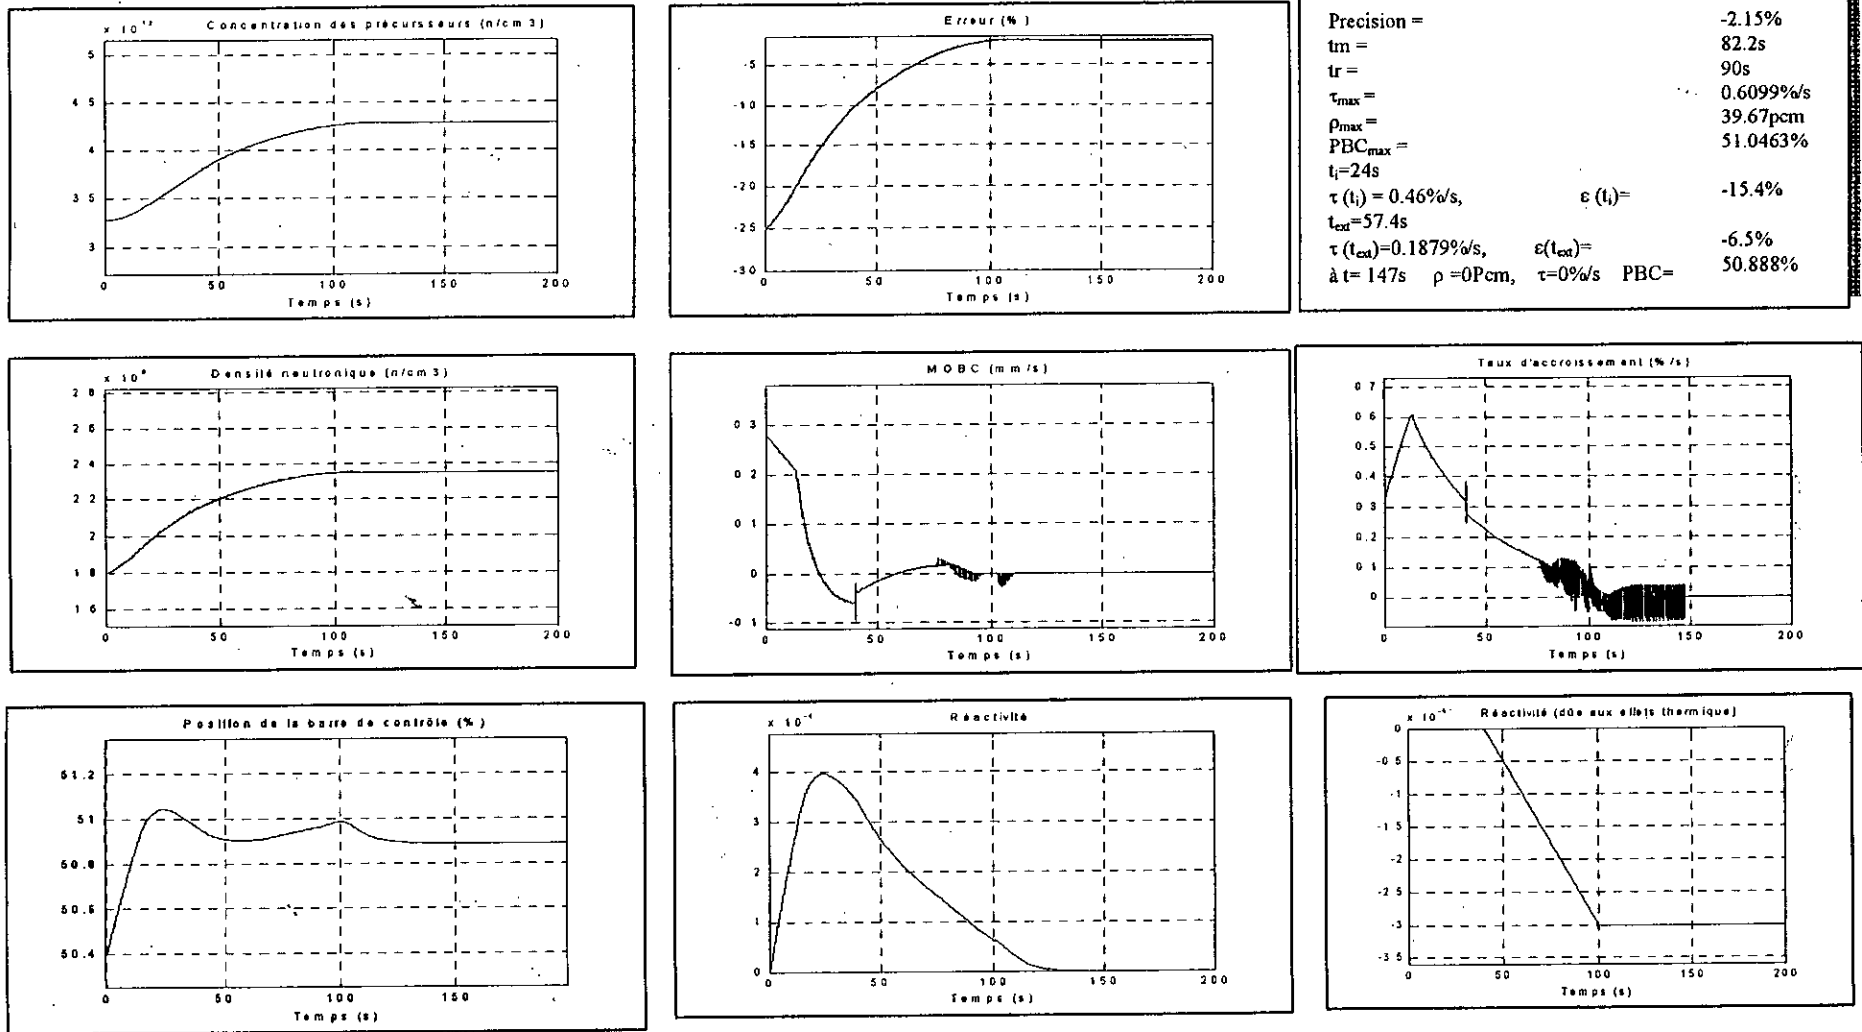 Concentration des précursseurs (n/cm 3)
5
4 5
4
3 5
3
0 50 100 150 200
Temps (s)
Erreur (% )
-5
-10
-15
-20
-25
-30
0 50 100 150 200
Temps (s)
Precision = -2.15%
tm = 82.2s
tr = 90s
τmax = 0.6099%/s
ρmax = 39.67pcm
PBCmax = 51.0463%
ti=24s
τ (ti) = 0.46%/s, ε (ti)= -15.4%
text=57.4s
τ (text)=0.1879%/s, ε(text)= -6.5%
à t= 147s ρ =0Pcm, τ=0%/s PBC= 50.888%
Densité neutronique (n/cm 3)
2 8
2 6
2 4
2 2
2
1 8
1 6
0 50 100 150 200
Temps (s)
MOBC (mm/s)
0 3
0 2
0 1
0
-0 1
0 50 100 150 200
Temps (s)
Taux d'accroissement (% /s)
0 7
0 6
0.5
0 4
0 3
0 2
0 1
0
0 50 100 150 200
Temps (s)
Position de la barre de contrôle (% )
51.2
51
50.8
50.6
50.4
0 50 100 150
Temps (s)
x 10⁻⁴ Réactivité
4
3
2
1
0
0 50 100 150 200
Temps (s)
Réactivité (dûe aux effets thermique)
0
-0 5
-1
-1 5
-2
-2 5
-3
-3 5
0 50 100 150 200
Temps (s)